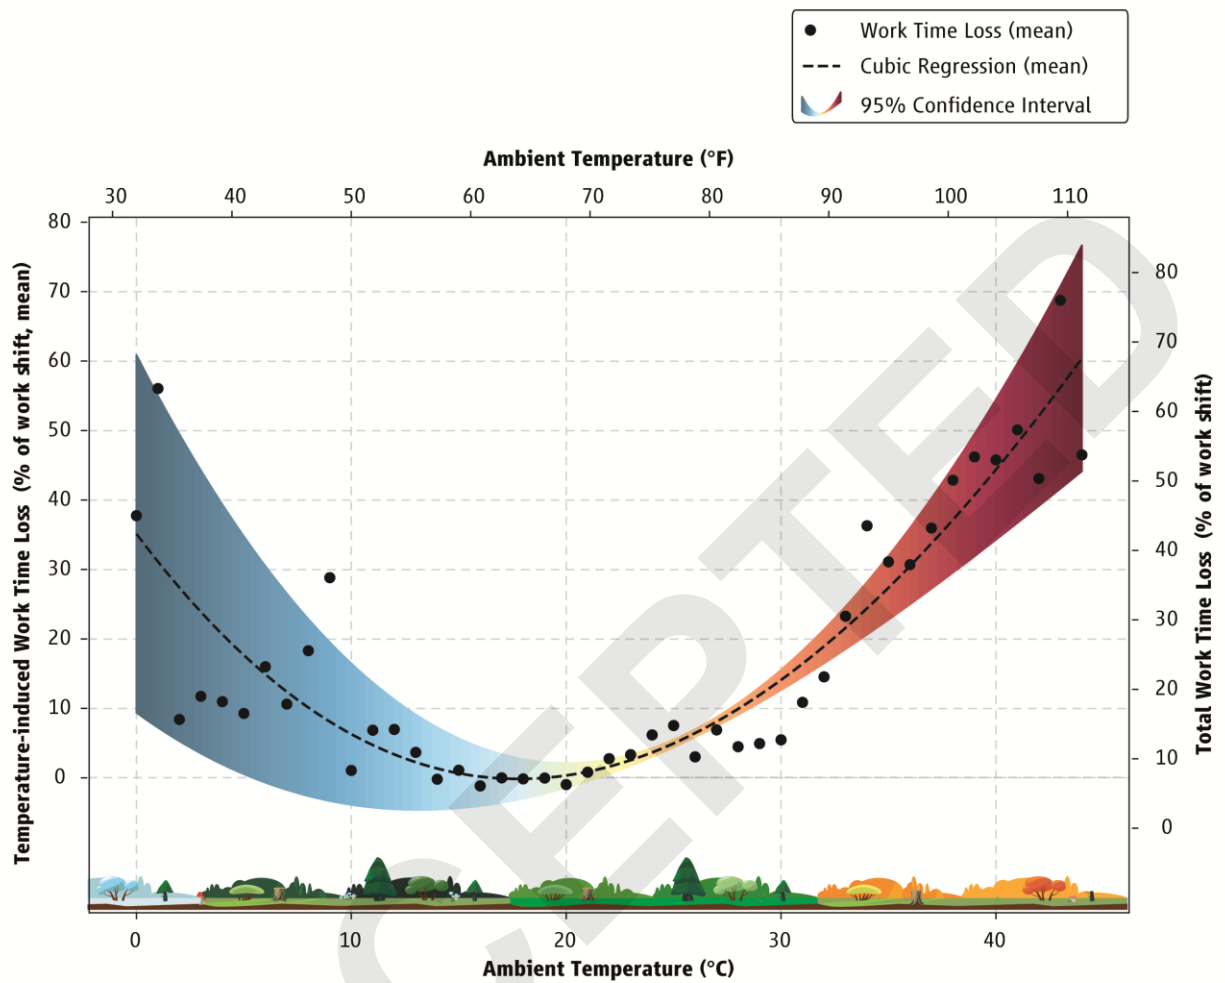 Work Time Loss (mean)
Cubic Regression (mean)
95% Confidence Interval
Ambient Temperature (°F)
30 40 50 60 70 80 90 100 110
Temperature-induced Work Time Loss (% of work shift, mean)
80
70
60
50
40
30
20
10
0
80
70
60
50
40
30
20
10
0
Total Work Time Loss (% of work shift)
0 10 20 30 40
Ambient Temperature (°C)
CEPTED